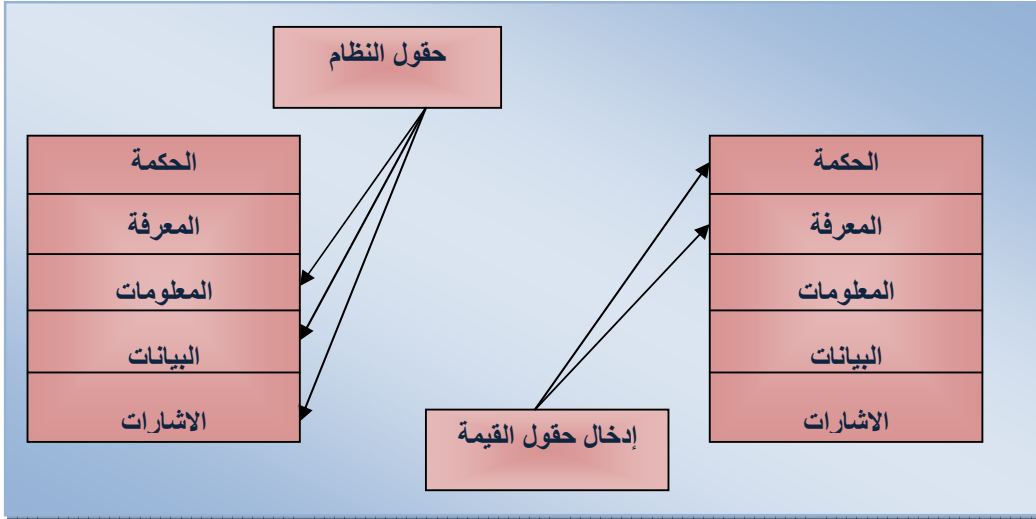 حقول النظام
الحكمة
المعرفة
المعلومات
البيانات
الاشارات
الحكمة
المعرفة
المعلومات
البيانات
الاشارات
إدخال حقول القيمة